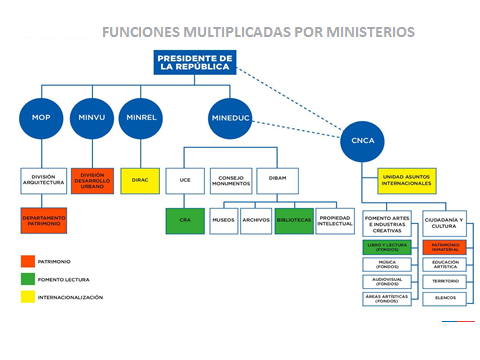 FUNCIONES MULTIPLICADAS POR MINISTERIOS
PRESIDENTE DE
LA REPÚBLICA
MOP
MINVU
MINREL
MINEDUC
CNCA
DIVISIÓN
ARQUITECTURA
DIVISIÓN
DESARROLLO
URBANO
DIRAC
UCE
CONSEJO
MONUMENTOS
DIBAM
UNIDAD ASUNTOS
INTERNACIONALES
DEPARTAMENTO
PATRIMONIO
CRA
MUSEOS
ARCHIVOS
BIBLIOTECAS
PROPIEDAD
INTELECTUAL
FOMENTO ARTES
E INDUSTRIAS
CREATIVAS
CIUDADANÍA Y
CULTURA
LIBRO Y LECTURA
(FONDOS)
PATRIMONIO
INMATERIAL
MÚSICA
(FONDOS)
EDUCACIÓN
ARTÍSTICA
AUDIOVISUAL
(FONDOS)
TERRITORIO
ÁREAS ARTÍSTICAS
(FONDOS)
ELENCOS
PATRIMONIO
FOMENTO LECTURA
INTERNACIONALIZACIÓN